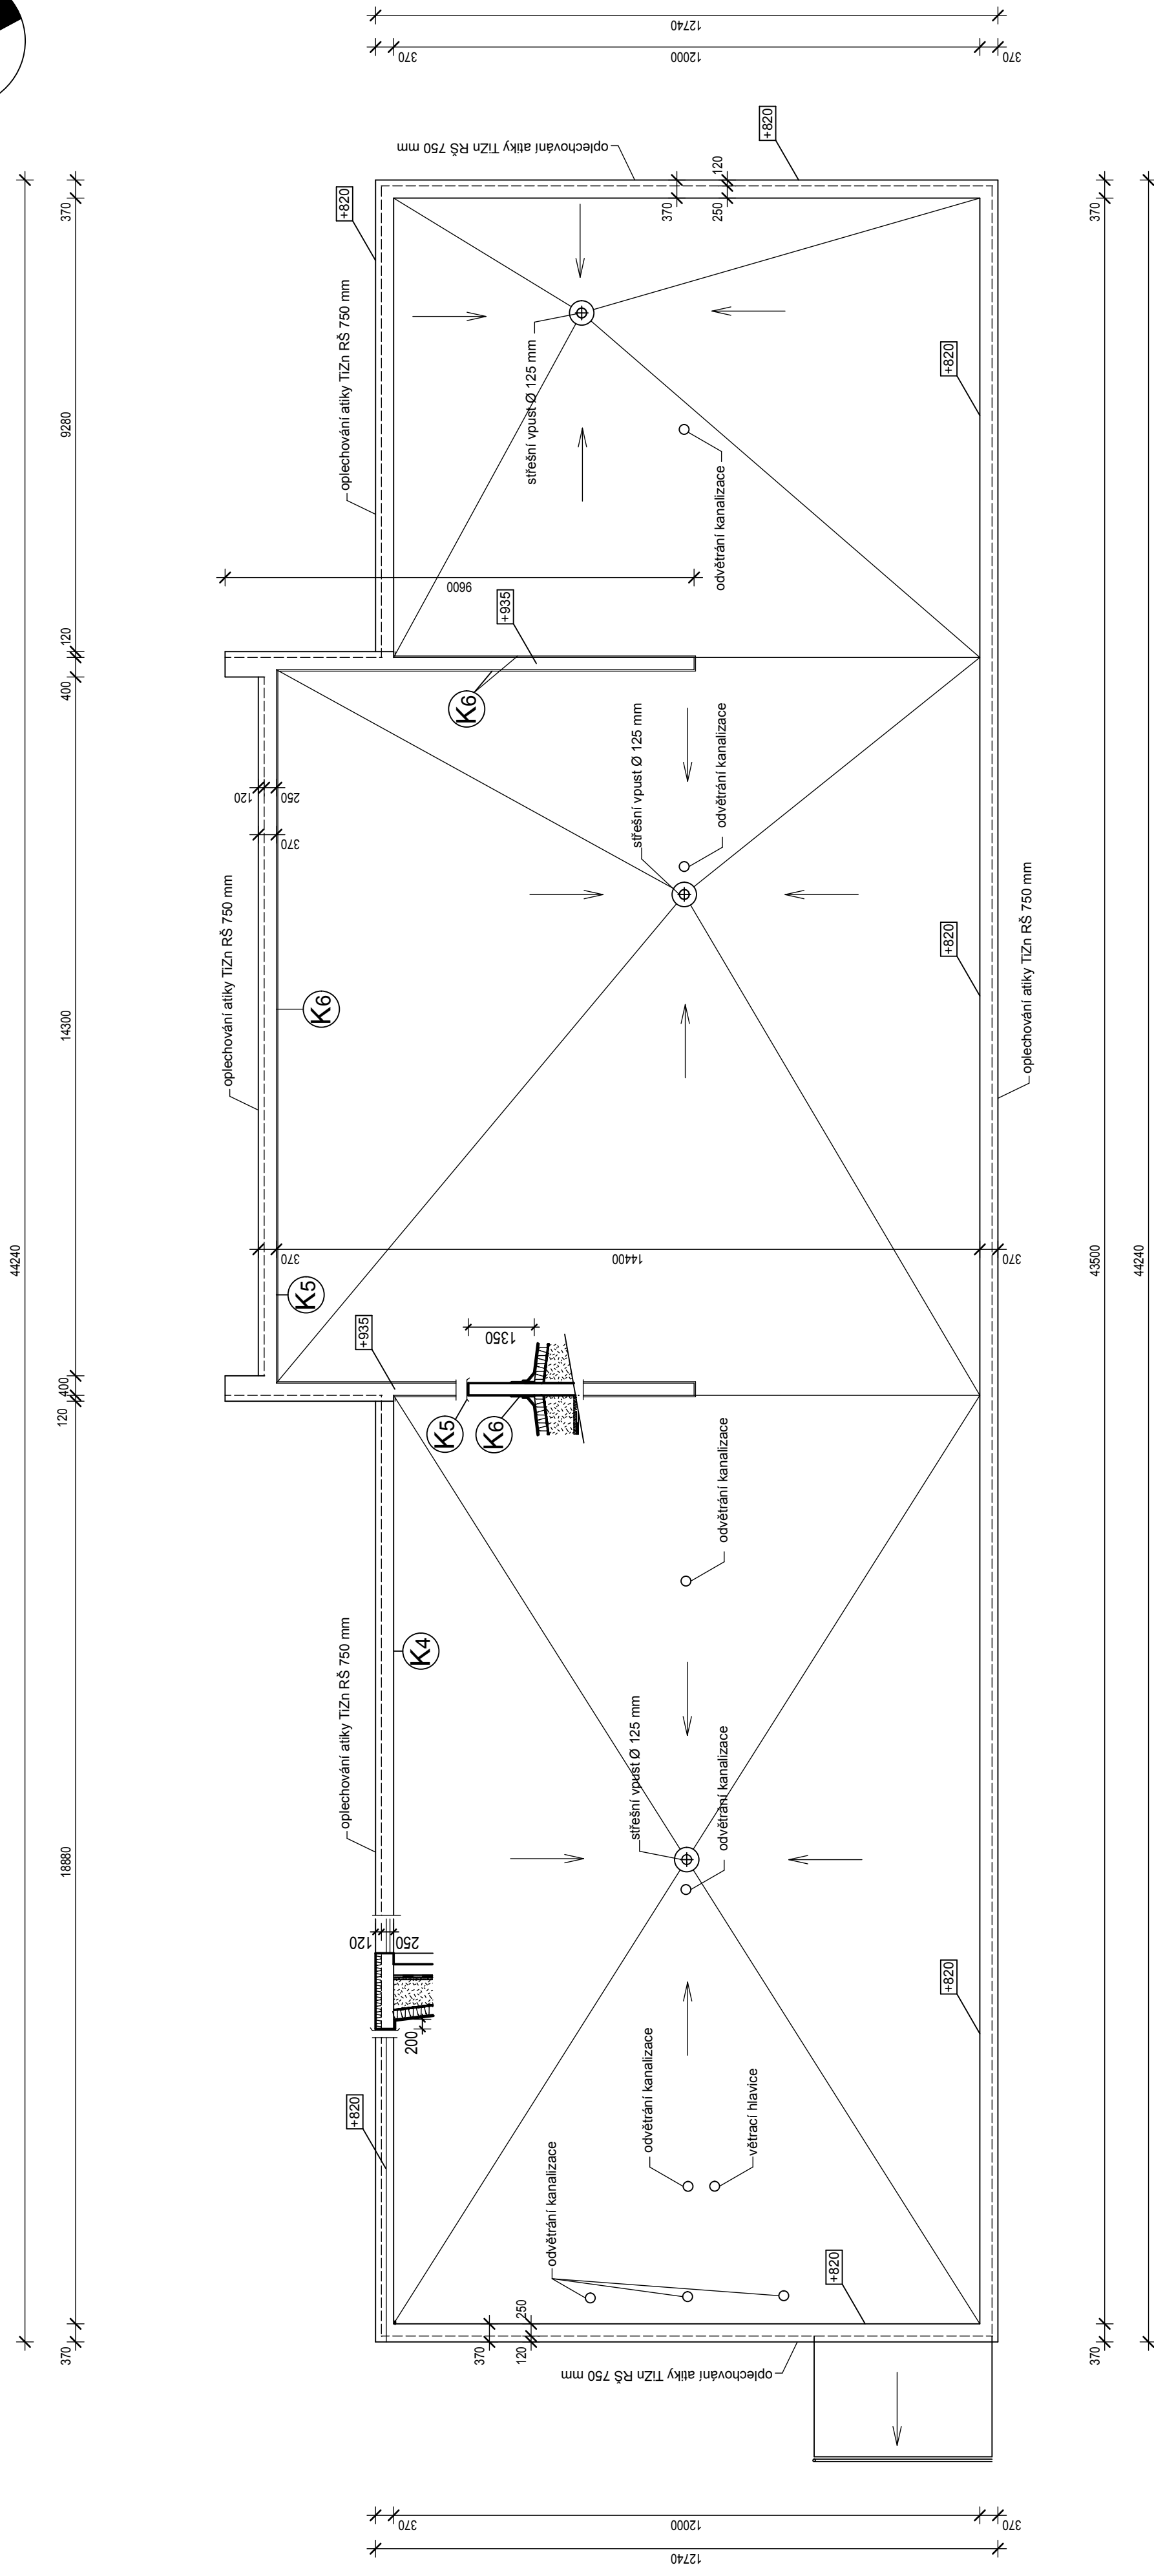 44240
370
9280
120
400
14300
400
120
18880
370
12740
370
12000
370
+820
oplechování atiky TiZn RŠ 750 mm
120
370
250
+820
oplechování atiky TiZn RŠ 750 mm
střešní vpust Ø 125 mm
+820
odvětrání kanalizace
9600
+935
K6
120
250
370
střešní vpust Ø 125 mm
odvětrání kanalizace
oplechování atiky TiZn RŠ 750 mm
K6
+820
oplechování atiky TiZn RŠ 750 mm
370
14400
370
K5
+935
1350
K5
K6
odvětrání kanalizace
K4
oplechování atiky TiZn RŠ 750 mm
střešní vpust Ø 125 mm
odvětrání kanalizace
120
250
200
+820
+820
odvětrání kanalizace
větrací hlavice
odvětrání kanalizace
+820
250
370
120
oplechování atiky TiZn RŠ 750 mm
370
12000
370
12740
370
43500
370
44240